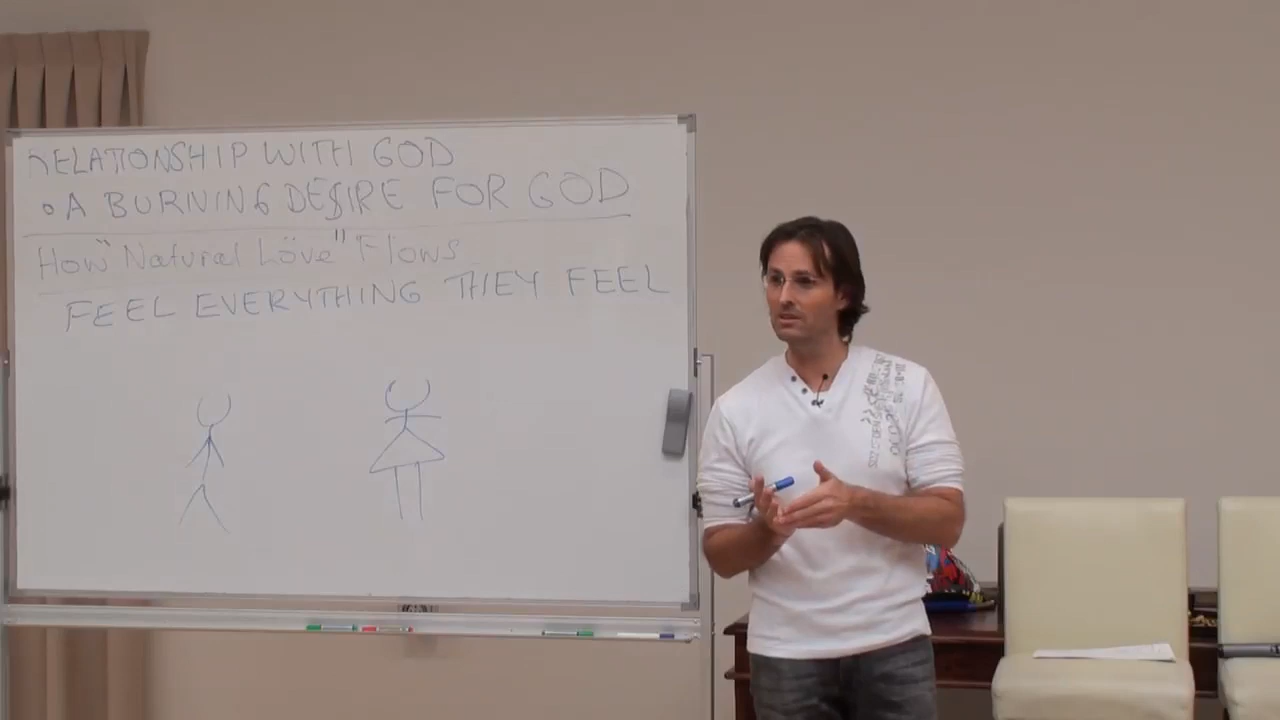 RELATIONSHIP WITH GOD
• A BURNING DESIRE FOR GOD
How "Natural Love" Flows
FEEL EVERYTHING THEY FEEL